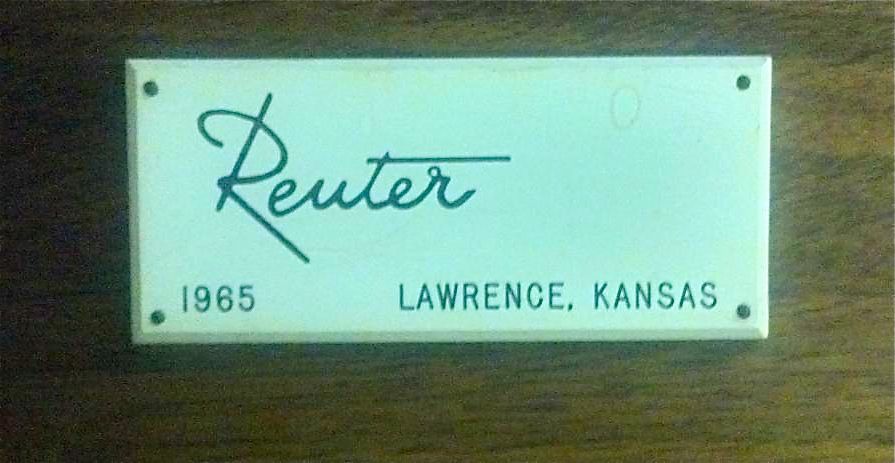 Reuter
1965 LAWRENCE, KANSAS